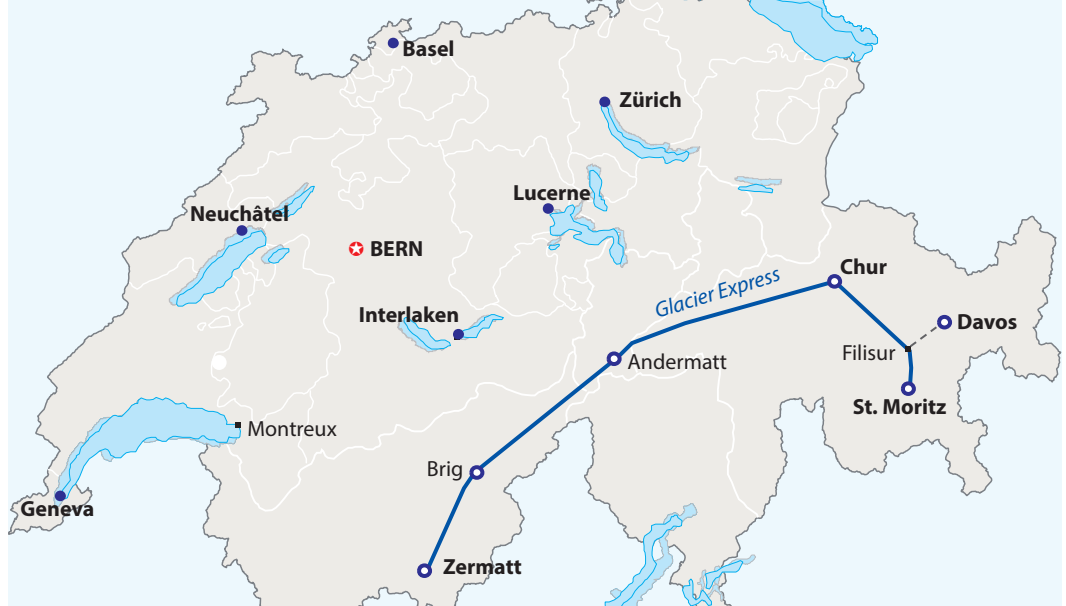 Basel
Zürich
Lucerne
Neuchâtel
BERN
Chur
Glacier Express
Interlaken
Davos
Filisur
Andermatt
St. Moritz
Montreux
Brig
Geneva
Zermatt